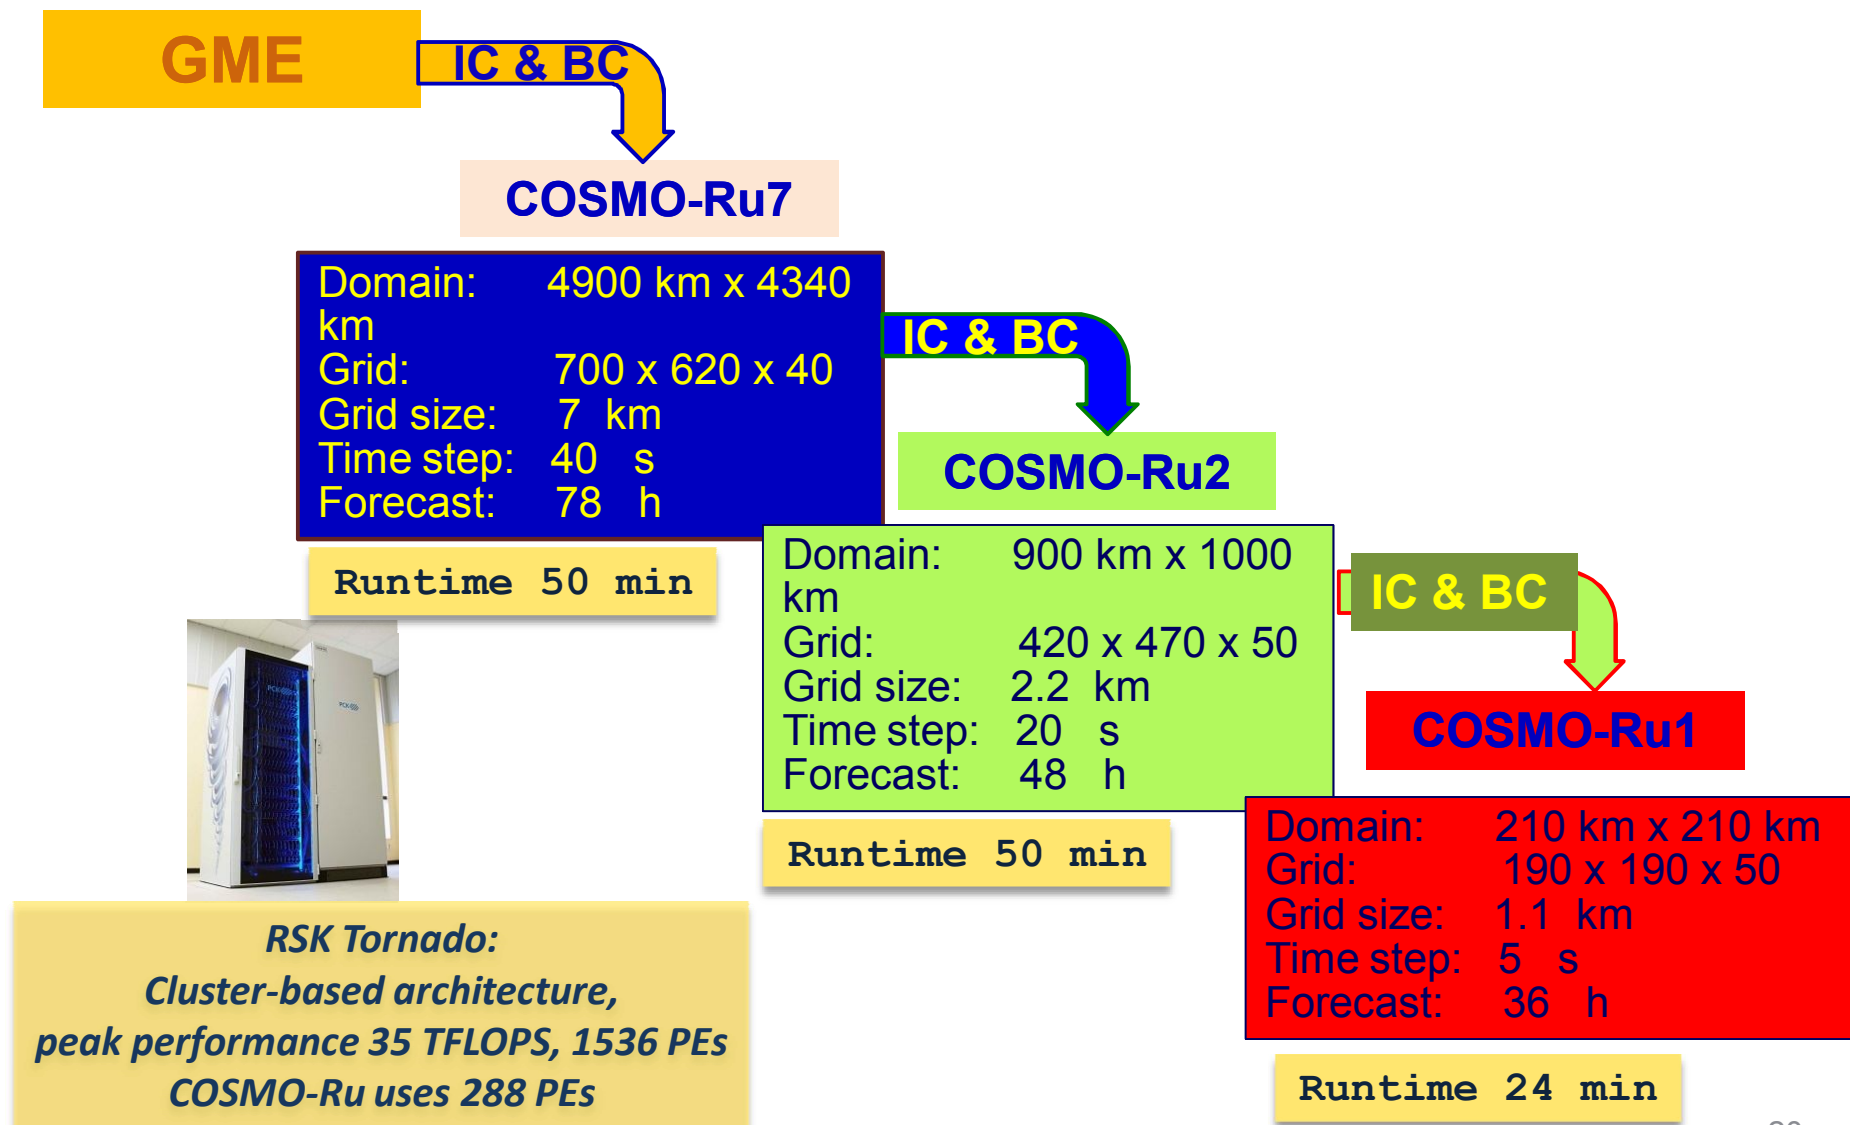 GME
IC & BC
COSMO-Ru7
Domain: 4900 km x 4340
km
Grid: 700 x 620 x 40
Grid size: 7 km
Time step: 40 s
Forecast: 78 h
IC & BC
Runtime 50 min
COSMO-Ru2
Domain: 900 km x 1000
km
Grid: 420 x 470 x 50
Grid size: 2.2 km
Time step: 20 s
Forecast: 48 h
IC & BC
Runtime 50 min
COSMO-Ru1
Domain: 210 km x 210 km
Grid: 190 x 190 x 50
Grid size: 1.1 km
Time step: 5 s
Forecast: 36 h
Runtime 24 min
РСК
РСК
RSK Tornado:
Cluster-based architecture,
peak performance 35 TFLOPS, 1536 PEs
COSMO-Ru uses 288 PEs